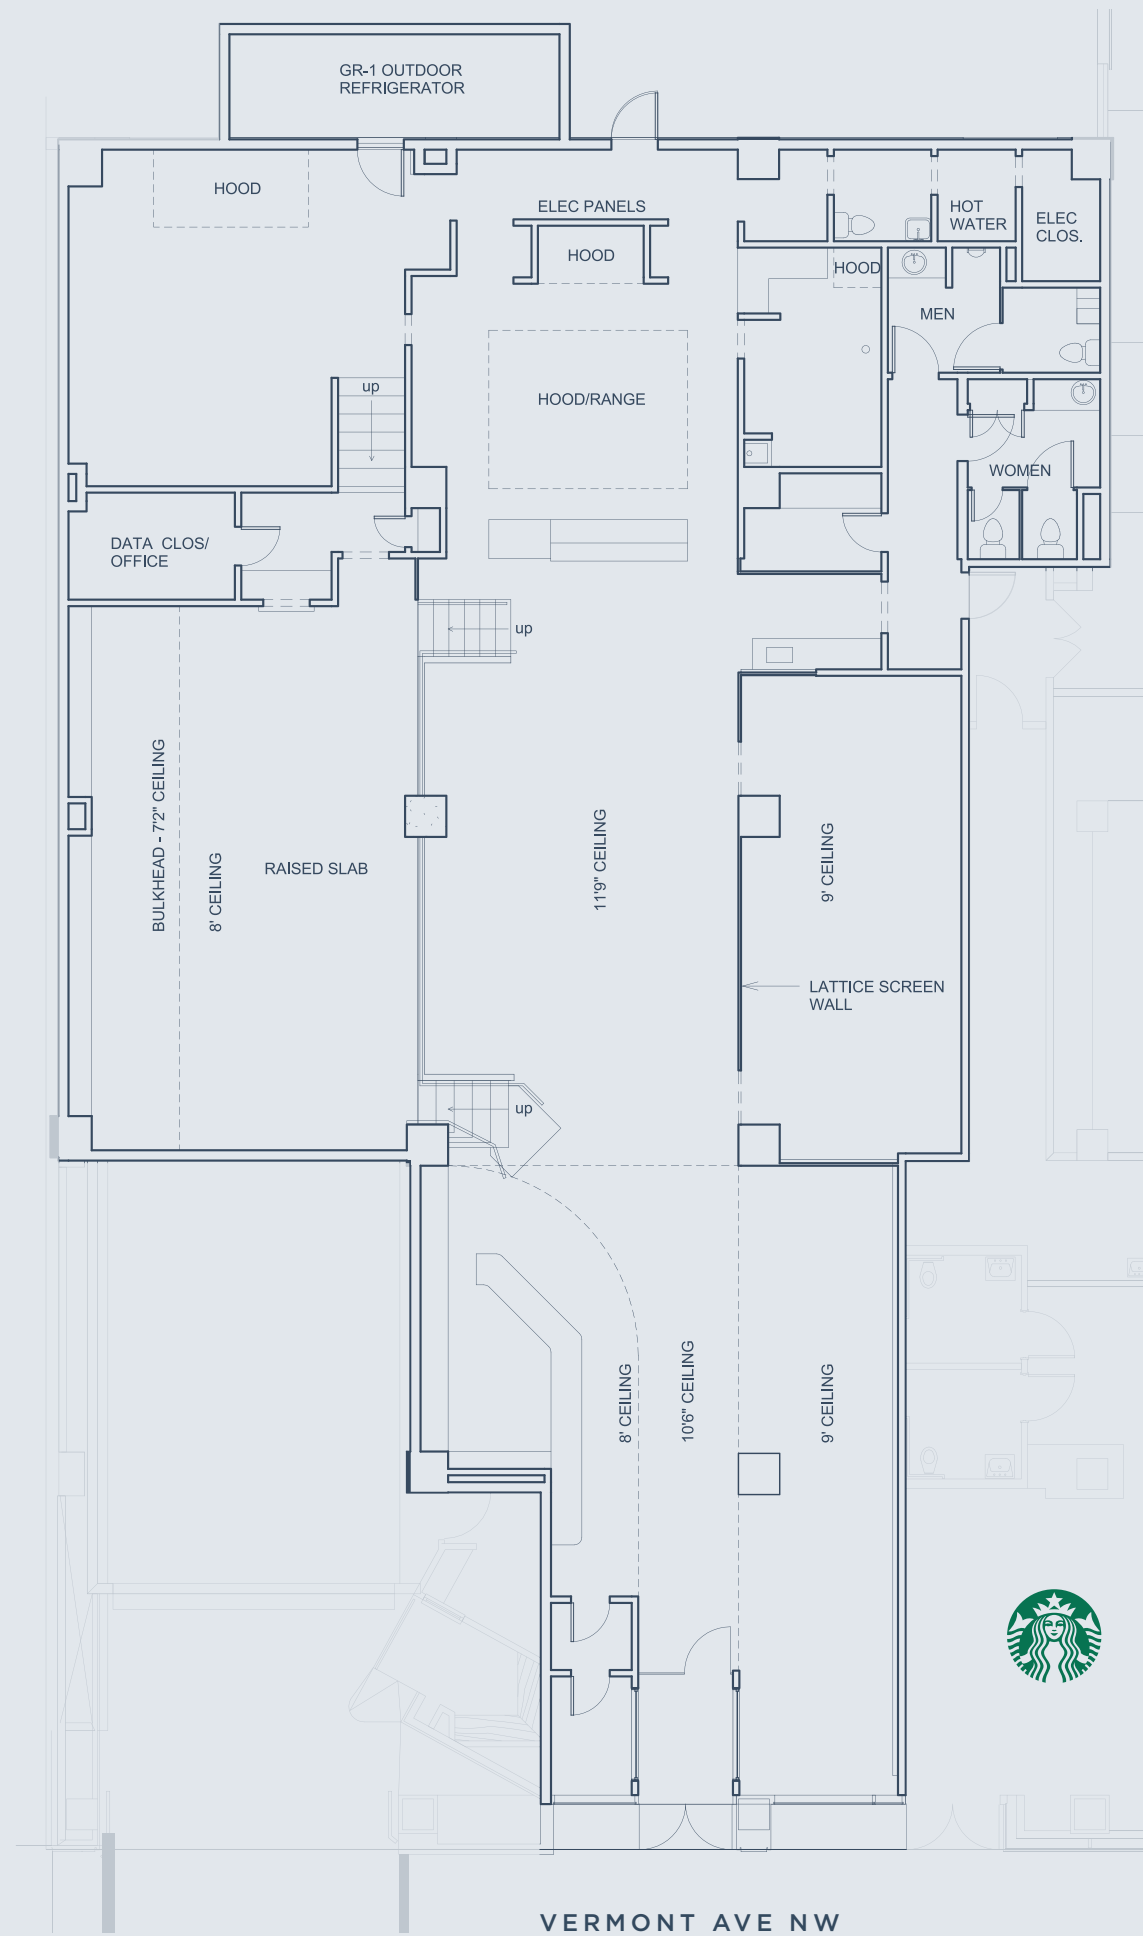 GR-1 OUTDOOR
REFRIGERATOR
HOOD
ELEC PANELS
HOOD
HOT
WATER
ELEC
CLOS.
HOOD
MEN
up
HOOD/RANGE
WOMEN
DATA CLOS/
OFFICE
up
BULKHEAD - 7'2" CEILING
8' CEILING
RAISED SLAB
11'9" CEILING
9' CEILING
LATTICE SCREEN
WALL
up
8' CEILING
10'6" CEILING
9' CEILING
VERMONT AVE NW